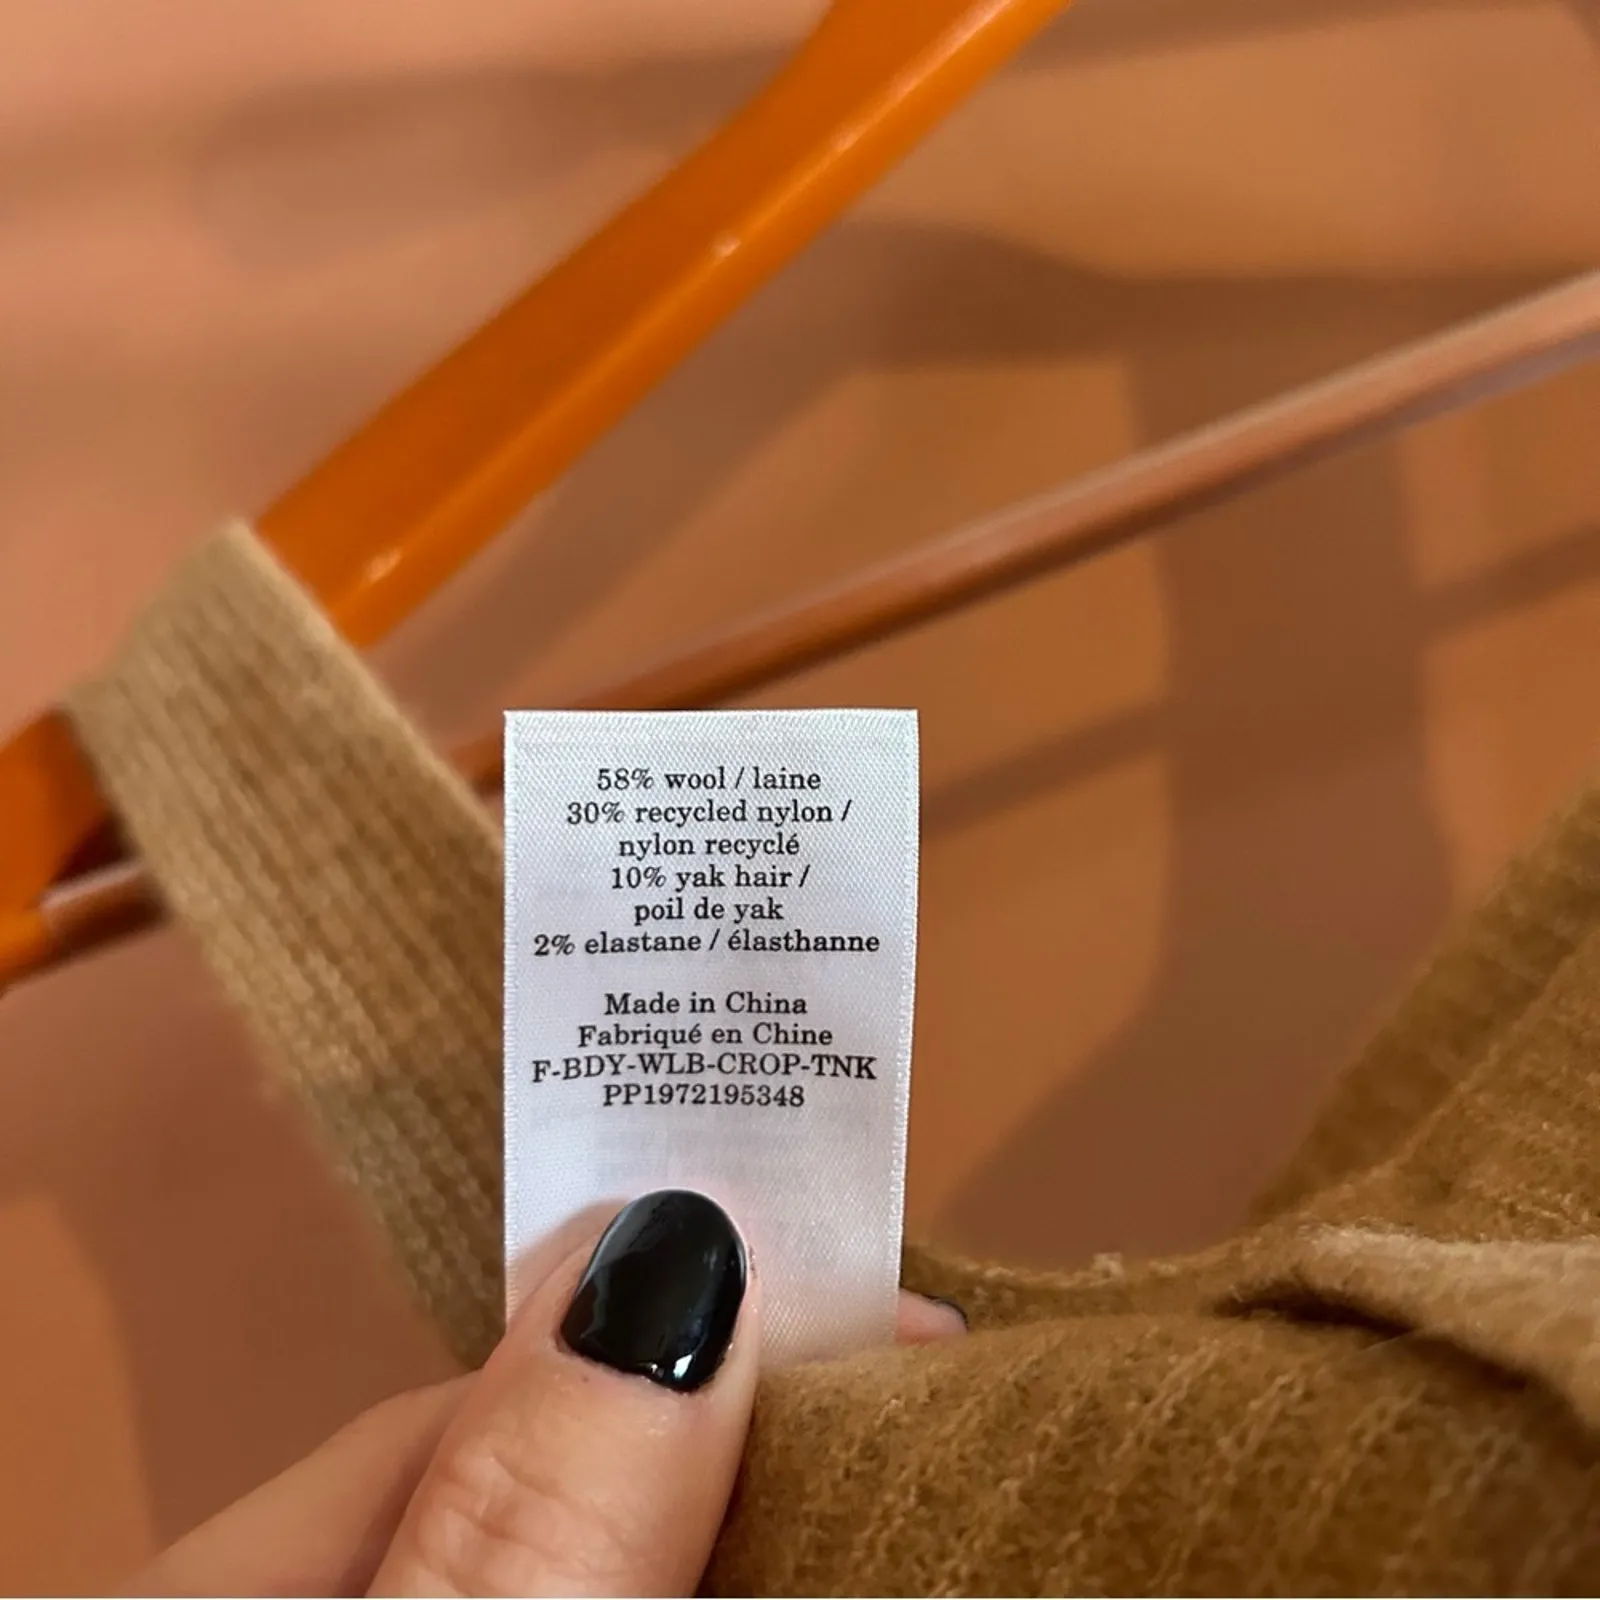 58% wool / laine
30% recycled nylon /
nylon recyclé
10% yak hair /
poil de yak
2% elastane / élasthanne
Made in China
Fabriqué en Chine
F-BDY-WLB-CROP-TNK
PP1972195348